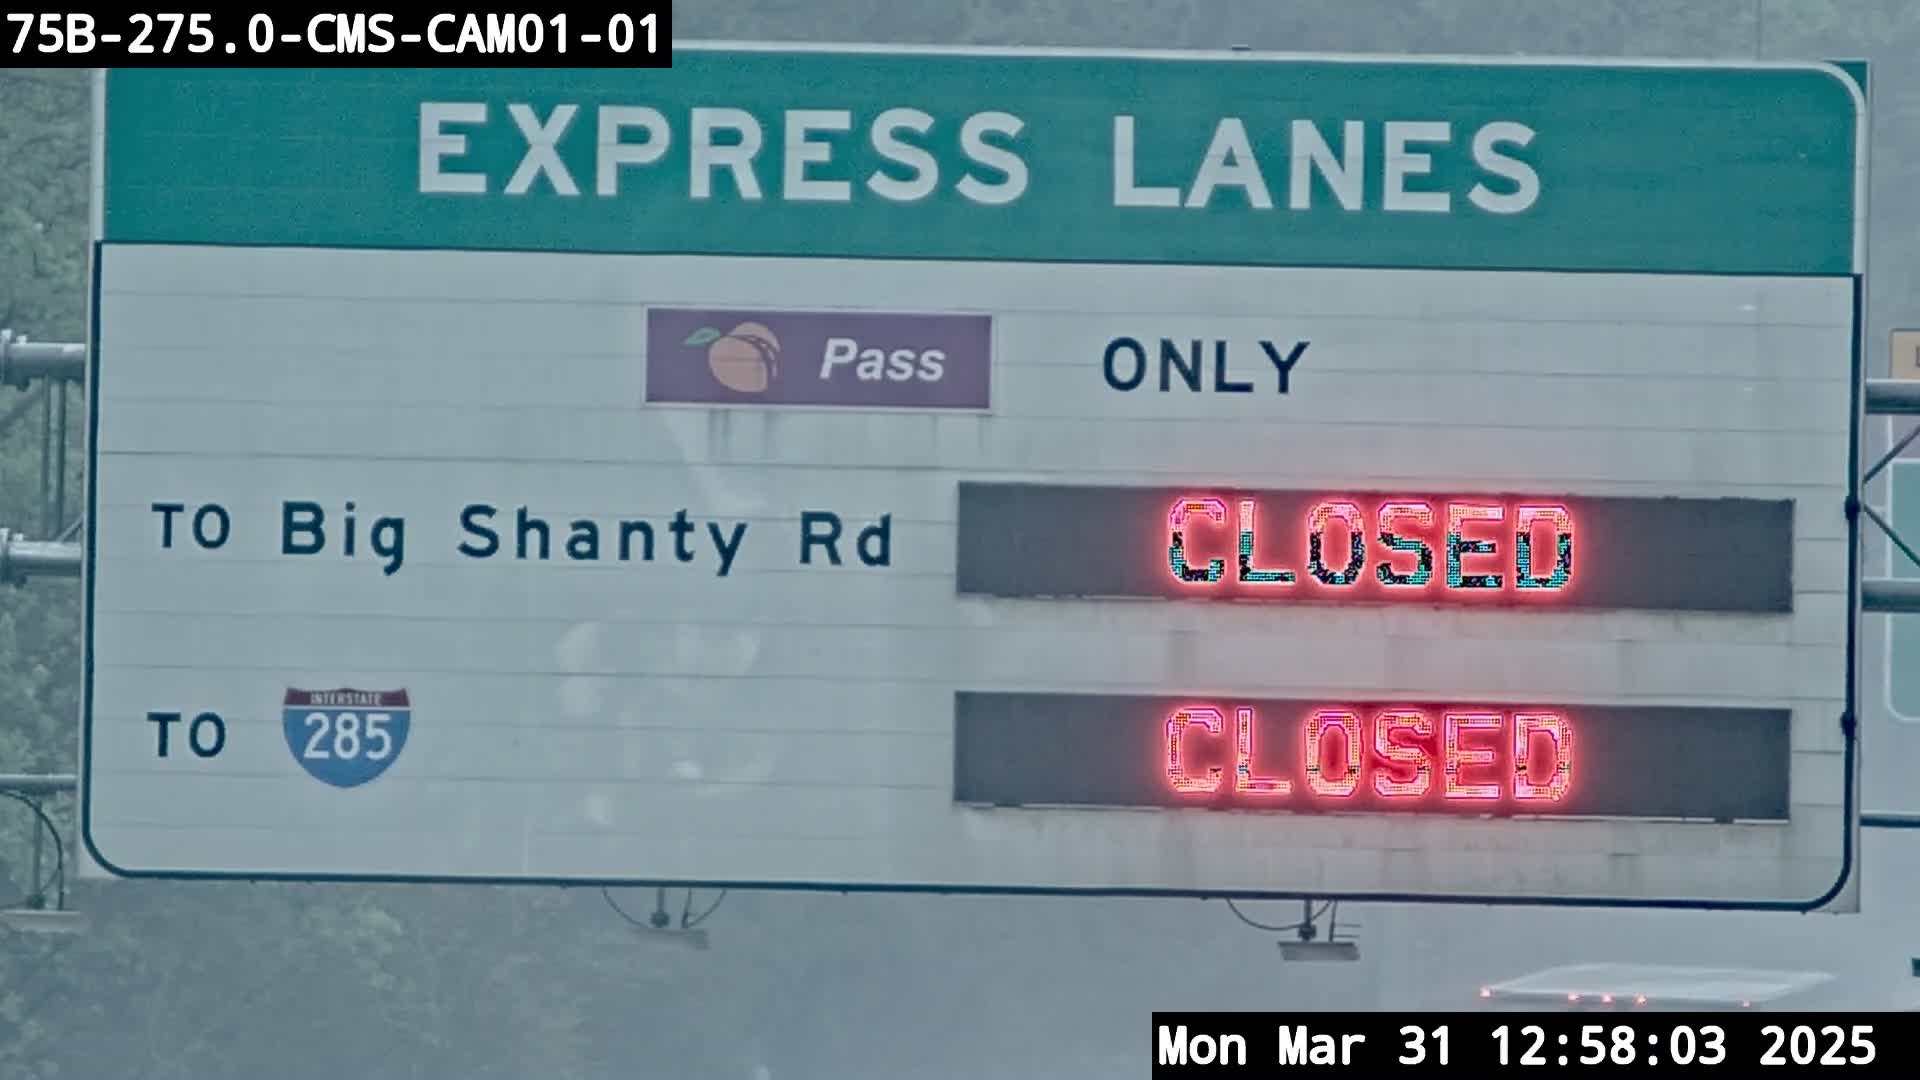 75B-275.0-CMS-CAM01-01
EXPRESS LANES
Pass ONLY
TO Big Shanty Rd CLOSED
TO INTERSTATE 285 CLOSED
Mon Mar 31 12:58:03 2025